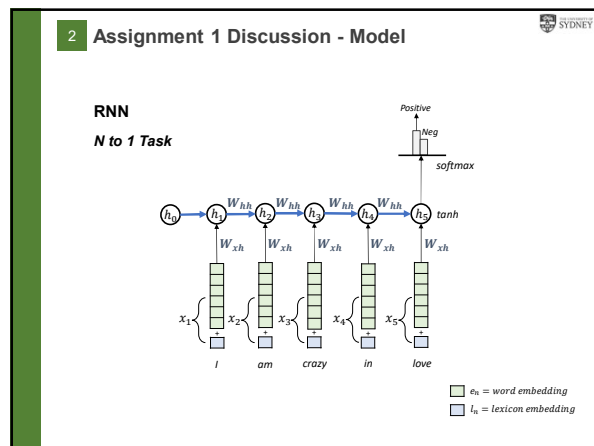 2 Assignment 1 Discussion - Model
THE UNIVERSITY OF
SYDNEY
RNN
N to 1 Task
Positive
Neg
softmax
W_hh W_hh W_hh W_hh
h_0 h_1 h_2 h_3 h_4 h_5 tanh
W_xh W_xh W_xh W_xh W_xh
x_1 x_2 x_3 x_4 x_5
+ + + + +
I am crazy in love
e_n = word embedding
l_n = lexicon embedding